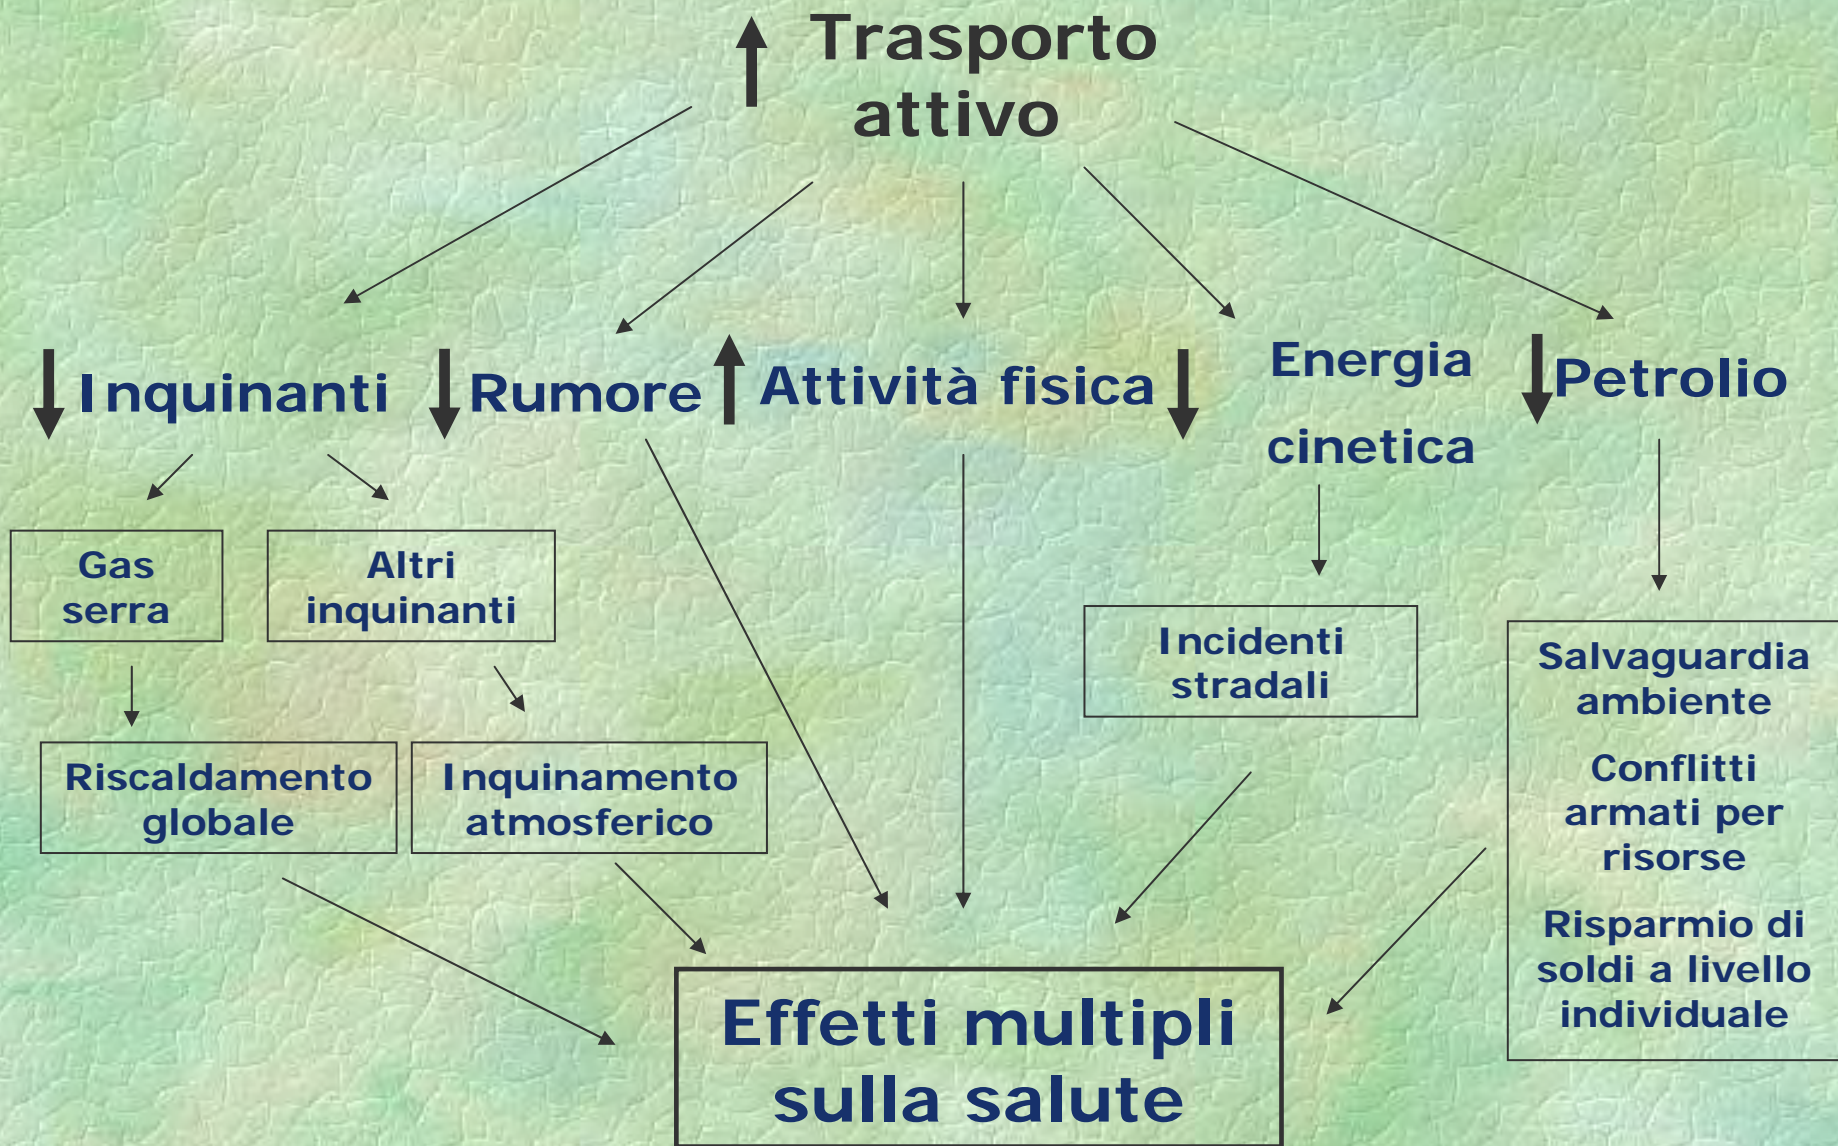 Trasporto
attivo
Inquinanti
Rumore
Attività fisica
Energia
cinetica
Petrolio
Gas
serra
Altri
inquinanti
Incidenti
stradali
Salvaguardia
ambiente
Conflitti
armati per
risorse
Risparmio di
soldi a livello
individuale
Riscaldamento
globale
Inquinamento
atmosferico
Effetti multipli
sulla salute